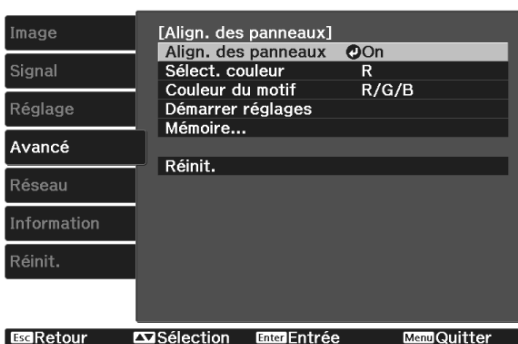 Image
Signal
Réglage
Avancé
Réseau
Information
Réinit.
[Align. des panneaux]
Align. des panneaux On
Sélect. couleur R
Couleur du motif R/G/B
Démarrer réglages
Mémoire...
Réinit.
Esc Retour Sélection Enter Entrée Menu Quitter